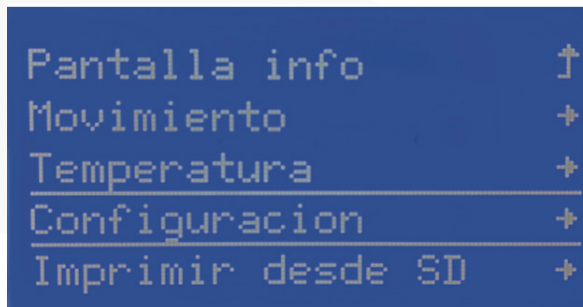 Pantalla info
Movimiento
Temperatura
Configuracion
Imprimir desde SD